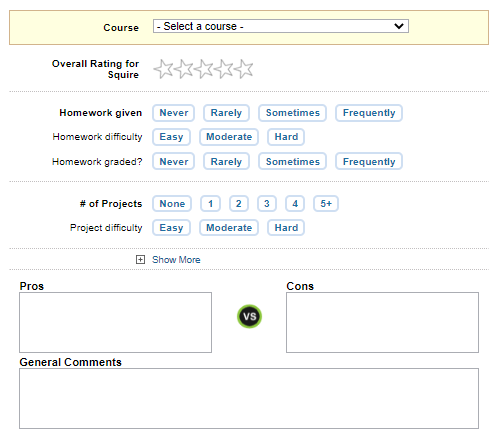 Course - Select a course -
Overall Rating for
Squire
Homework given Never Rarely Sometimes Frequently
Homework difficulty Easy Moderate Hard
Homework graded? Never Rarely Sometimes Frequently
# of Projects None 1 2 3 4 5+
Project difficulty Easy Moderate Hard
Show More
Pros Cons
VS
General Comments